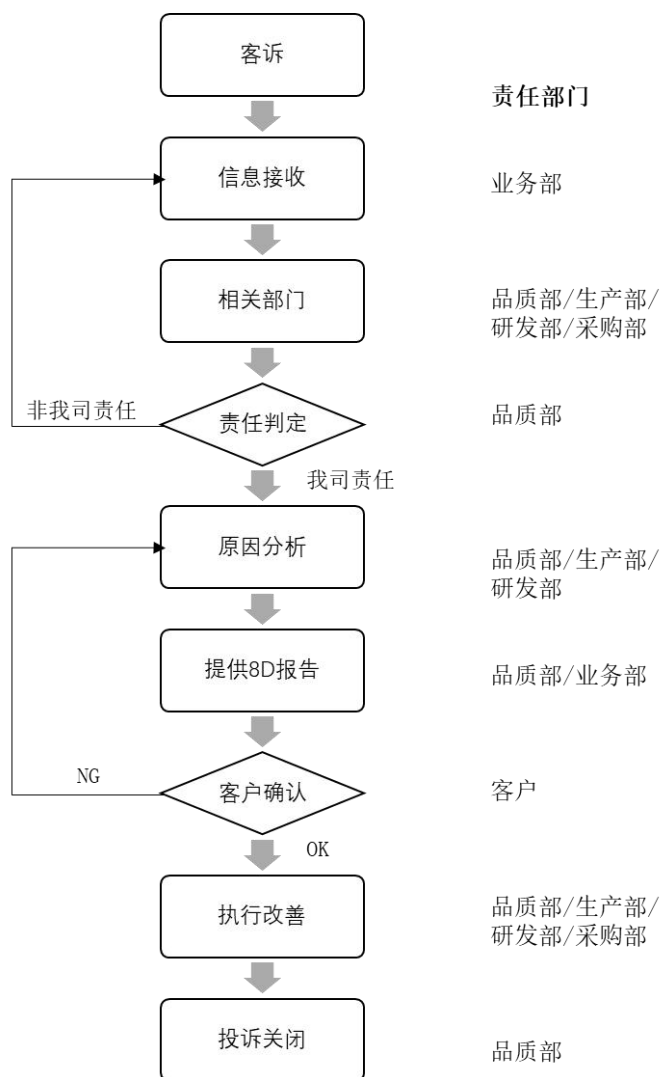 客诉
责任部门
信息接收
业务部
相关部门
品质部/生产部/
研发部/采购部
非我司责任
责任判定
品质部
我司责任
原因分析
品质部/生产部/
研发部
提供8D报告
品质部/业务部
NG
客户确认
客户
OK
执行改善
品质部/生产部/
研发部/采购部
投诉关闭
品质部